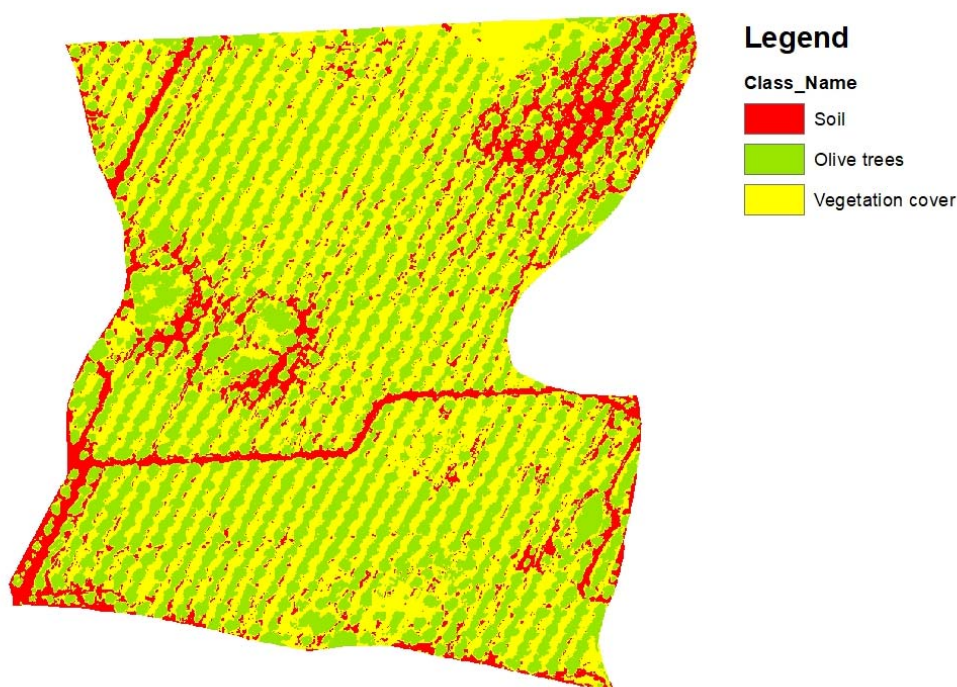 Legend
Class_Name
Soil
Olive trees
Vegetation cover